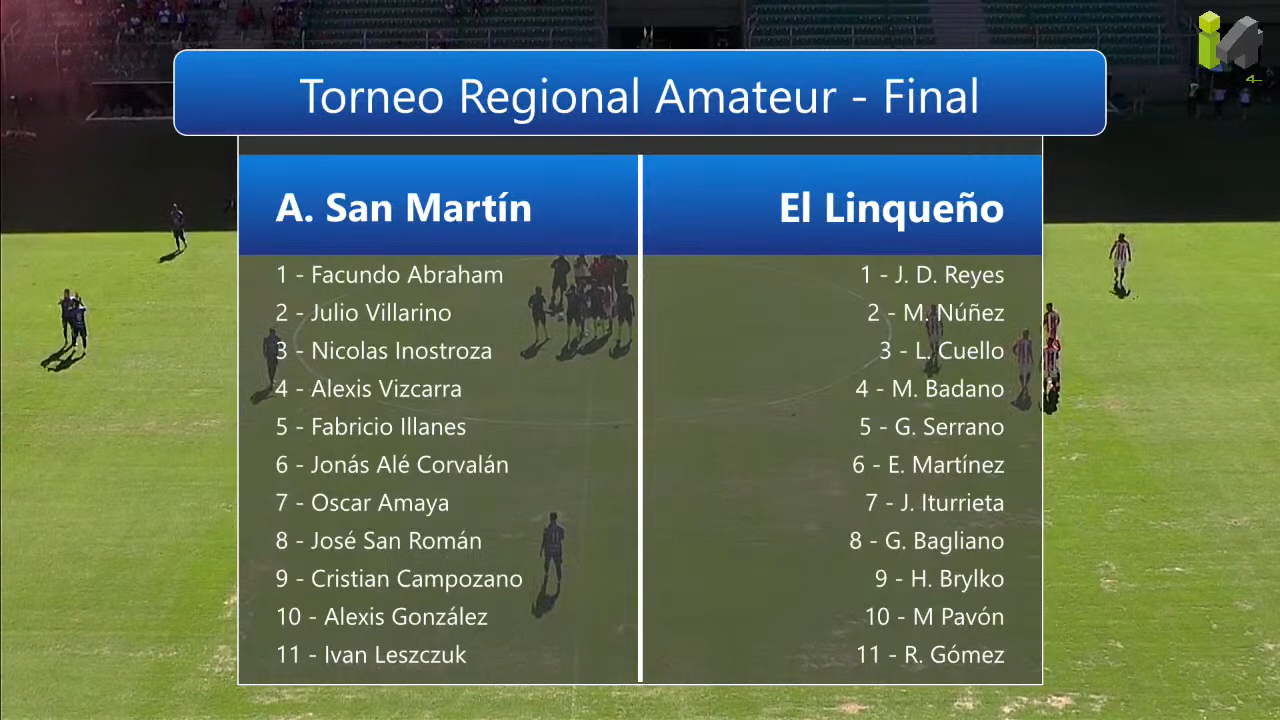 Torneo Regional Amateur - Final
A. San Martín
El Linqueño
1 - Facundo Abraham
2 - Julio Villarino
3 - Nicolas Inostroza
4 - Alexis Vizcarra
5 - Fabricio Illanes
6 - Jonás Alé Corvalán
7 - Oscar Amaya
8 - José San Román
9 - Cristian Campozano
10 - Alexis González
11 - Ivan Leszczuk
1 - J. D. Reyes
2 - M. Núñez
3 - L. Cuello
4 - M. Badano
5 - G. Serrano
6 - E. Martínez
7 - J. Iturrieta
8 - G. Bagliano
9 - H. Brylko
10 - M Pavón
11 - R. Gómez
i4